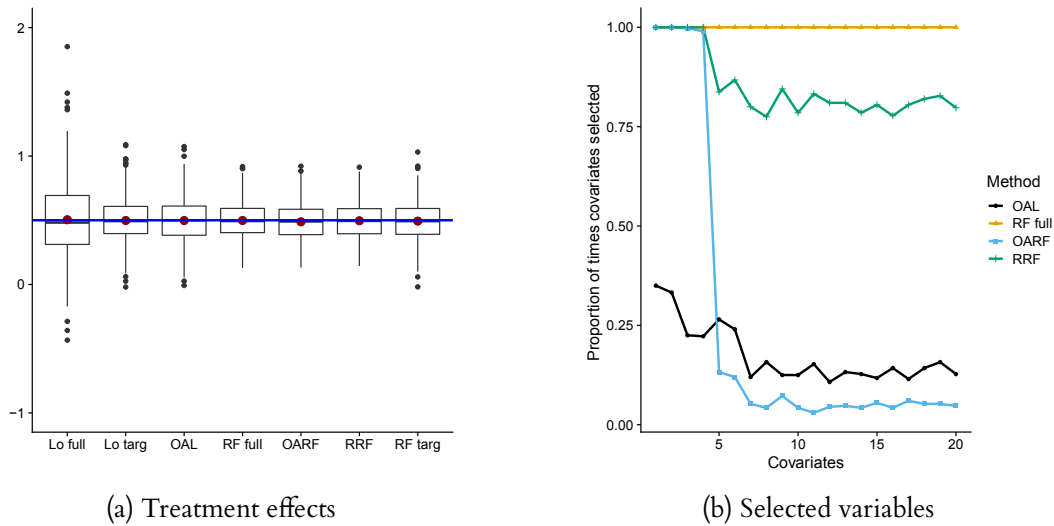 2
1
0
−1
Lo full Lo targ OAL RF full OARF RRF RF targ
(a) Treatment effects
Proportion of times covariates selected
1.00
0.75
0.50
0.25
0.00
5 10 15 20
Covariates
Method
OAL
RF full
OARF
RRF
(b) Selected variables